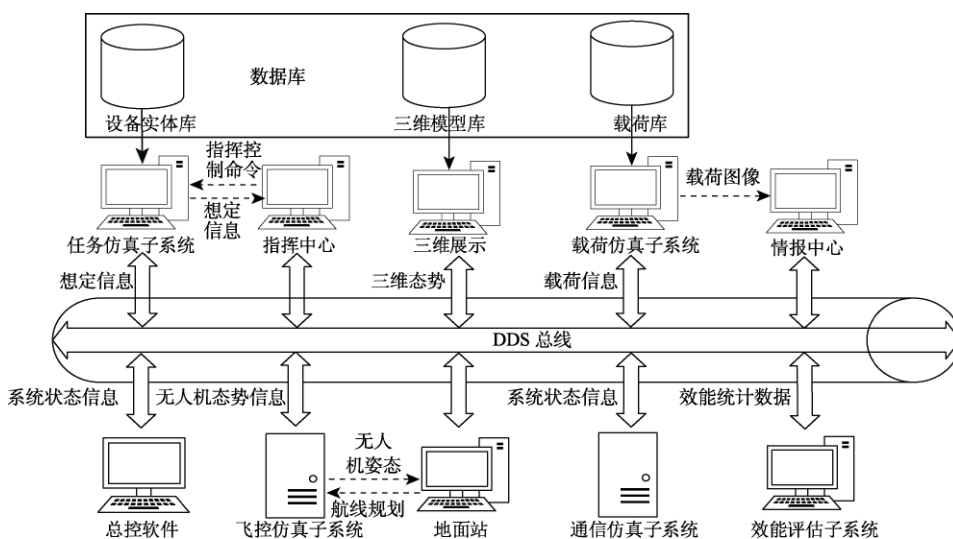 数据库
设备实体库
三维模型库
载荷库
指挥控
制命令
想定
信息
载荷图像
任务仿真子系统
指挥中心
三维展示
载荷仿真子系统
情报中心
想定信息
三维态势
载荷信息
DDS 总线
系统状态信息
无人机态势信息
系统状态信息
效能统计数据
无人
机姿态
航线规划
总控软件
飞控仿真子系统
地面站
通信仿真子系统
效能评估子系统